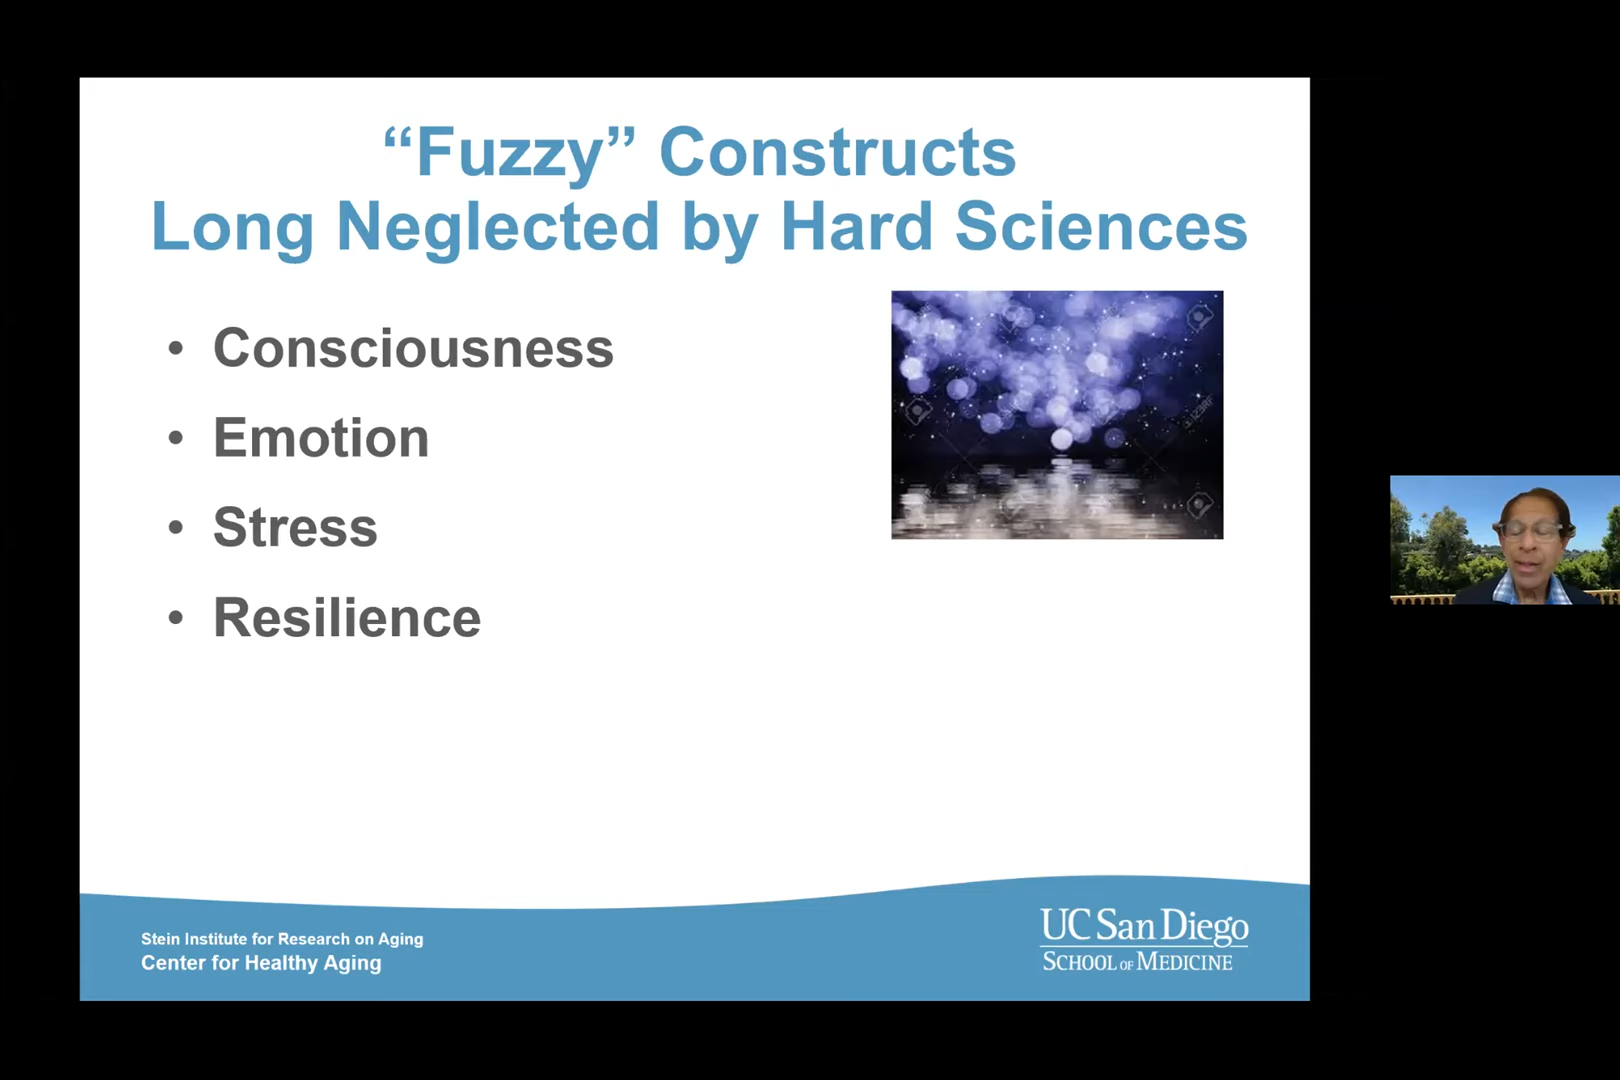 “Fuzzy” Constructs
Long Neglected by Hard Sciences
• Consciousness
• Emotion
• Stress
• Resilience
123RF
Stein Institute for Research on Aging
Center for Healthy Aging
UC San Diego
SCHOOL OF MEDICINE